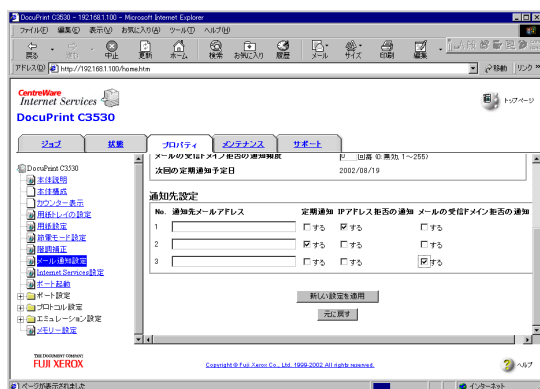 DocuPrint C3530 - 192.168.1.100 - Microsoft Internet Explorer
ファイル(F) 編集(E) 表示(V) お気に入り(A) ツール(T) ヘルプ(H)
戻る 中止 更新 ホーム 検索 お気に入り 履歴 メール サイズ 印刷 編集
アドレス(D) http://192.168.1.100/home.htm 移動 リンク »
CentreWare
Internet Services
トップページ
DocuPrint C3530
ジョブ 状態 プロパティ メンテナンス サポート
DocuPrint C3530
本体説明
本体構成
カウンター表示
用紙トレイの設定
用紙設定
節電モード設定
階調補正
メール通知設定
Internet Services設定
ポート起動
ポート設定
プロトコル設定
エミュレーション設定
メモリー設定
メールの受信ドメイン拒否の通知頻度 0 回毎 (0:無効, 1～255)
次回の定期通知予定日 2002/08/19
通知先設定
No. 通知先メールアドレス 定期通知 IPアドレス拒否の通知 メールの受信ドメイン拒否の通知
1 する する する
2 する する する
3 する する する
新しい設定を適用
元に戻す
THE DOCUMENT COMPANY
FUJI XEROX
Copyright © Fuji Xerox Co., Ltd. 1999-2002 All rights reserved.
ヘルプ
ページが表示されました インターネット